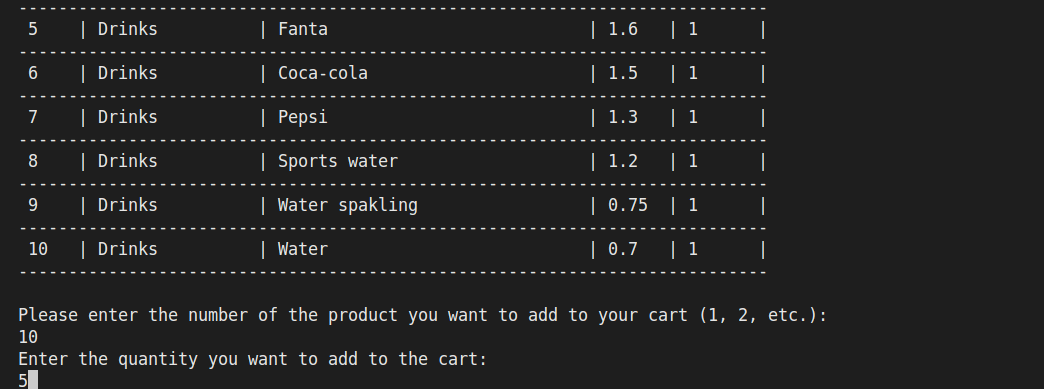 ---------------------------------------------------------------------------
5 | Drinks | Fanta | 1.6 | 1 |
---------------------------------------------------------------------------
6 | Drinks | Coca-cola | 1.5 | 1 |
---------------------------------------------------------------------------
7 | Drinks | Pepsi | 1.3 | 1 |
---------------------------------------------------------------------------
8 | Drinks | Sports water | 1.2 | 1 |
---------------------------------------------------------------------------
9 | Drinks | Water spakling | 0.75 | 1 |
---------------------------------------------------------------------------
10 | Drinks | Water | 0.7 | 1 |
---------------------------------------------------------------------------
Please enter the number of the product you want to add to your cart (1, 2, etc.):
10
Enter the quantity you want to add to the cart:
5